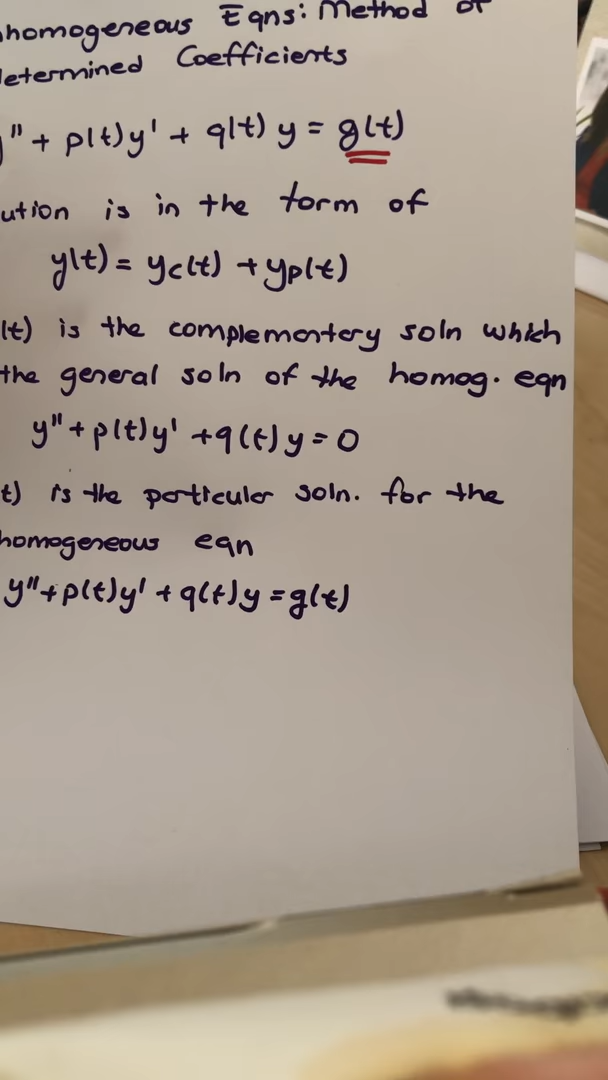 homogeneous Eqns: Method of
determined Coefficients
y" + p(t)y' + q(t) y = g(t)
ution is in the form of
y(t) = yc(t) + yp(t)
(t) is the complementary soln which
the general soln of the homog. eqn
y" + p(t)y' + q(t) y = 0
t) is the particular soln. for the
homogeneous eqn
y" + p(t)y' + q(t)y = g(t)